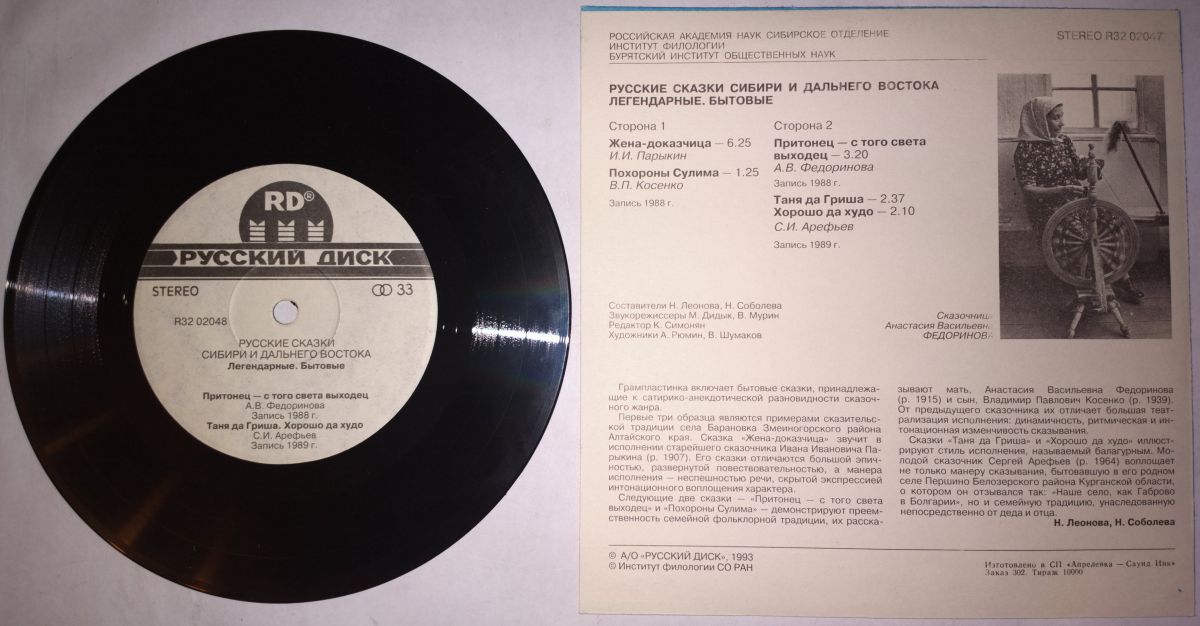 RD®
РУССКИЙ ДИСК
STEREO
33
R32 02048
РУССКИЕ СКАЗКИ
СИБИРИ И ДАЛЬНЕГО ВОСТОКА
Легендарные. Бытовые
Притонец — с того света выходец
А.В. Федоринова
Запись 1988 г.
Таня да Гриша. Хорошо да худо
С.И. Арефьев
Запись 1989 г.
РОССИЙСКАЯ АКАДЕМИЯ НАУК СИБИРСКОЕ ОТДЕЛЕНИЕ
ИНСТИТУТ ФИЛОЛОГИИ
БУРЯТСКИЙ ИНСТИТУТ ОБЩЕСТВЕННЫХ НАУК
STEREO R32 02047
РУССКИЕ СКАЗКИ СИБИРИ И ДАЛЬНЕГО ВОСТОКА
ЛЕГЕНДАРНЫЕ. БЫТОВЫЕ
Сторона 1
Жена-доказчица — 6.25
И.И. Парыкин
Похороны Сулима — 1.25
В.П. Косенко
Запись 1988 г.
Сторона 2
Притонец — с того света
выходец — 3.20
А.В. Федоринова
Запись 1988 г.
Таня да Гриша — 2.37
Хорошо да худо — 2.10
С.И. Арефьев
Запись 1989 г.
Составители Н. Леонова, Н. Соболева
Звукорежиссеры М. Дидык, В. Мурин
Редактор К. Симонян
Художники А. Рюмин, В. Шумаков
Сказочница
Анастасия Васильевна
ФЕДОРИНОВА
Грампластинка включает бытовые сказки, принадлежа-
щие к сатирико-анекдотической разновидности сказоч-
ного жанра.
Первые три образца являются примерами сказитель-
ской традиции села Барановка Змеиногорского района
Алтайского края. Сказка «Жена-доказчица» звучит в
исполнении старейшего сказочника Ивана Ивановича Па-
рыкина (р. 1907). Его сказки отличаются большой эпич-
ностью, развернутой повествовательностью, а манера
исполнения — неспешностью речи, скрытой экспрессией
интонационного воплощения характера.
Следующие две сказки — «Притонец — с того света
выходец» и «Похороны Сулима» — демонстрируют преем-
ственность семейной фольклорной традиции, их расска-
зывают мать, Анастасия Васильевна Федоринова
(р. 1915) и сын, Владимир Павлович Косенко (р. 1939).
От предыдущего сказочника их отличает большая теат-
рализация исполнения: динамичность, ритмическая и ин-
тонационная изменчивость сказывания.
Сказки «Таня да Гриша» и «Хорошо да худо» иллюст-
рируют стиль исполнения, называемый балагурным. Мо-
лодой сказочник Сергей Арефьев (р. 1964) воплощает
не только манеру сказывания, бытовавшую в его родном
селе Першино Белозерского района Курганской области,
о котором он отзывался так: «Наше село, как Габрово
в Болгарии», но и семейную традицию, унаследованную
непосредственно от деда и отца.
Н. Леонова, Н. Соболева
© А/О «РУССКИЙ ДИСК», 1993
© Институт филологии СО РАН
Изготовлено в СП «Апрелевка — Саунд Инк»
Заказ 302. Тираж 10000